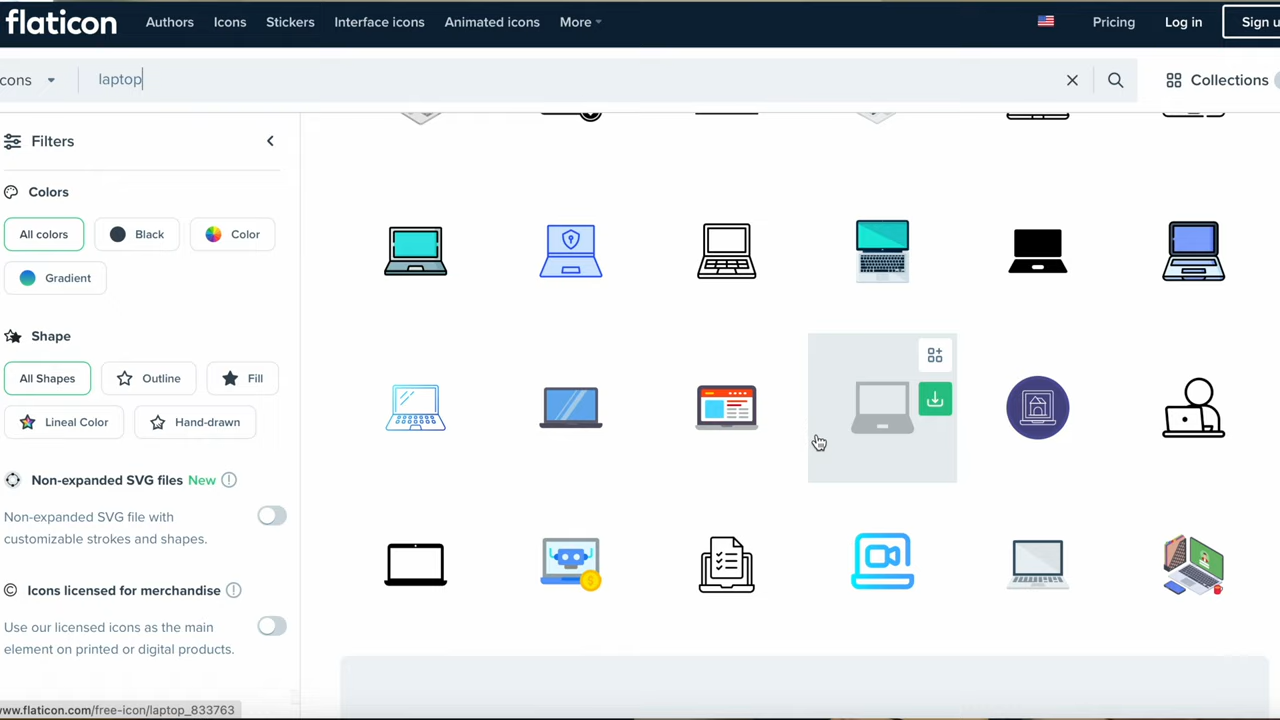 flaticon Authors Icons Stickers Interface icons Animated icons More Pricing Log in Sign u
cons laptop Collections
Filters
Colors
All colors Black Color
Gradient
Shape
All Shapes Outline Fill
Lineal Color Hand-drawn
Non-expanded SVG files New
Non-expanded SVG file with
customizable strokes and shapes.
Icons licensed for merchandise
Use our licensed icons as the main
element on printed or digital products.
www.flaticon.com/free-icon/laptop_833763